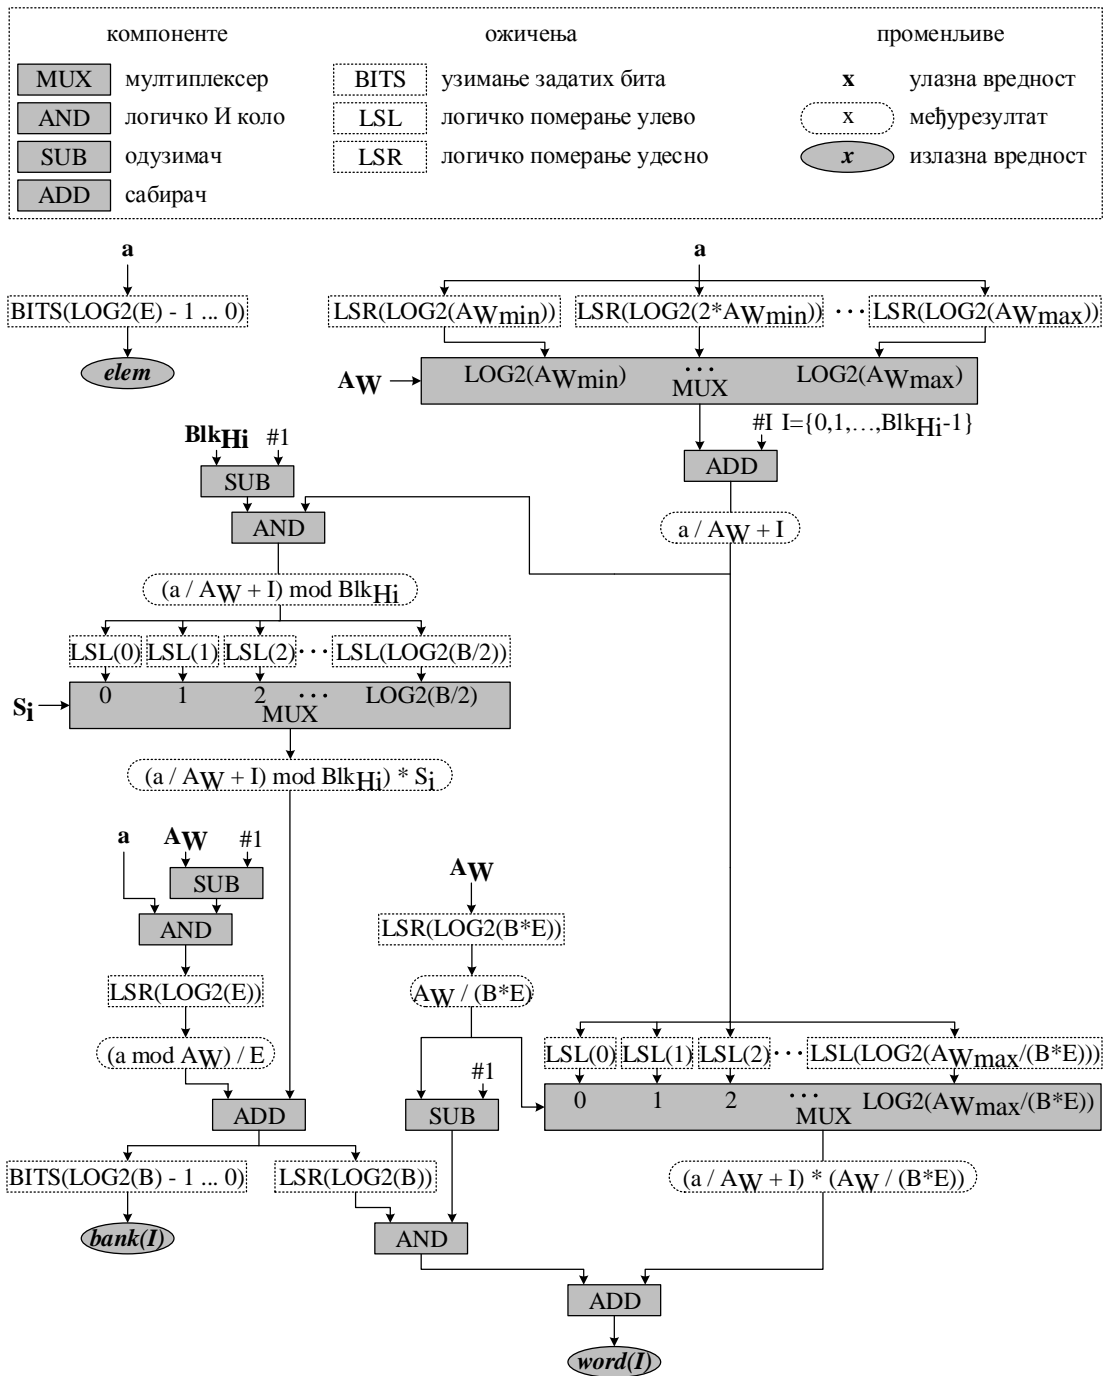 компоненте ожичења променљиве
MUX мултиплексер BITS узимање задатих бита x улазна вредност
AND логичко И коло LSL логичко померање улево x међурезултат
SUB одузимач LSR логичко померање удесно x излазна вредност
ADD сабирач
a a
BITS(LOG2(E) - 1 ... 0) LSR(LOG2(AWmin)) LSR(LOG2(2*AWmin)) ··· LSR(LOG2(AWmax))
elem
AW LOG2(AWmin) ··· LOG2(AWmax)
MUX
#I I={0,1,…,BlkHi-1}
BlkHi #1
ADD
SUB
AND a / AW + I
(a / AW + I) mod BlkHi
LSL(0) LSL(1) LSL(2) ··· LSL(LOG2(B/2))
Si 0 1 2 ··· LOG2(B/2)
MUX
(a / AW + I) mod BlkHi) * Si
a AW #1
SUB AW
AND LSR(LOG2(B*E))
LSR(LOG2(E)) AW / (B*E)
(a mod AW) / E LSL(0) LSL(1) LSL(2) ··· LSL(LOG2(AWmax/(B*E)))
#1
0 1 2 ··· LOG2(AWmax/(B*E))
ADD SUB MUX
BITS(LOG2(B) - 1 ... 0) LSR(LOG2(B)) (a / AW + I) * (AW / (B*E))
bank(I) AND
ADD
word(I)